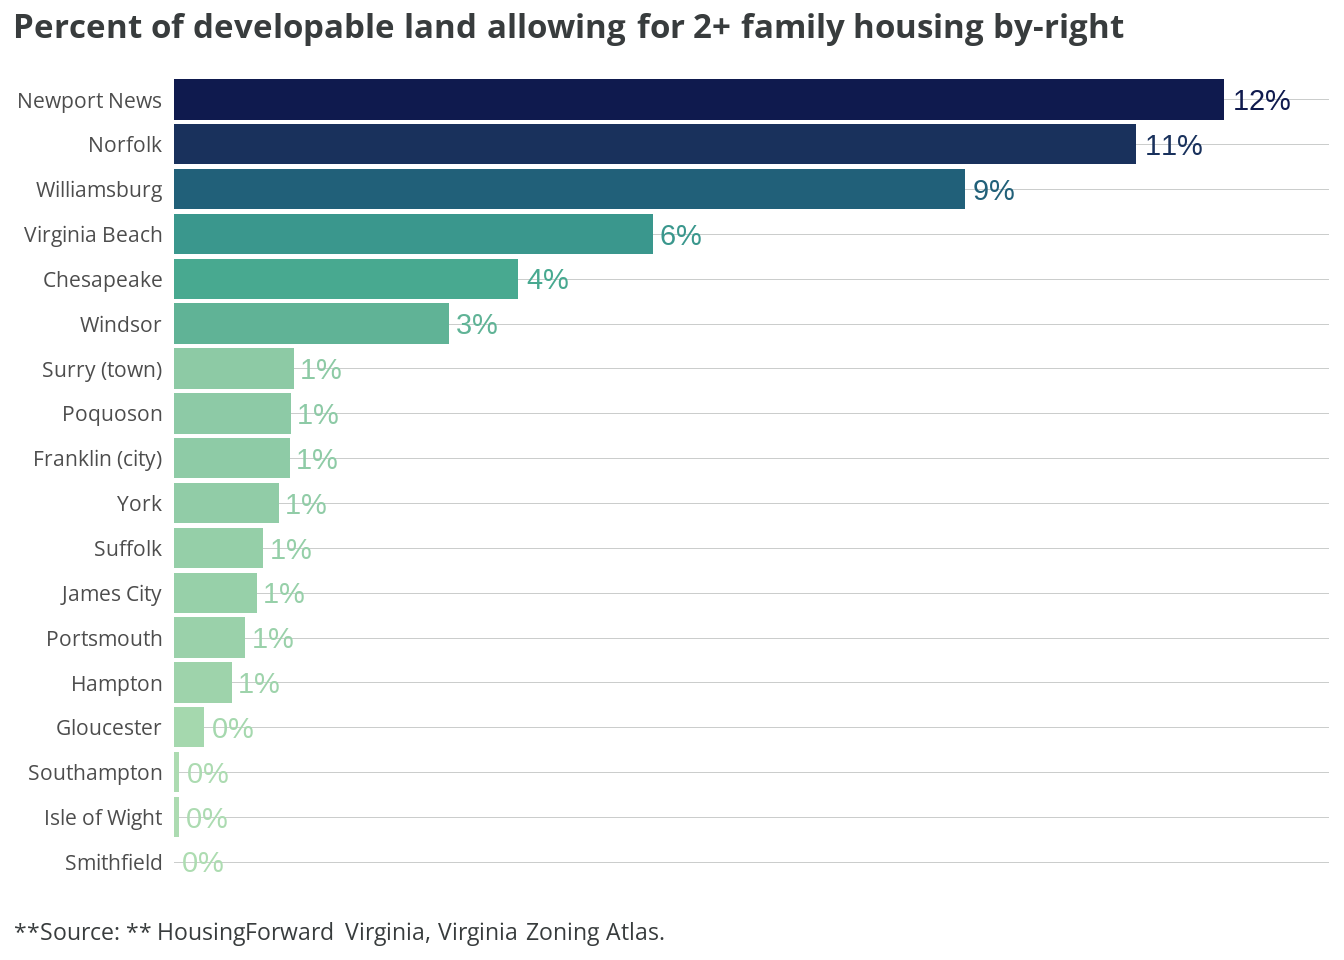 Percent of developable land allowing for 2+ family housing by-right
Newport News 12%
Norfolk 11%
Williamsburg 9%
Virginia Beach 6%
Chesapeake 4%
Windsor 3%
Surry (town) 1%
Poquoson 1%
Franklin (city) 1%
York 1%
Suffolk 1%
James City 1%
Portsmouth 1%
Hampton 1%
Gloucester 0%
Southampton 0%
Isle of Wight 0%
Smithfield 0%
**Source: ** HousingForward Virginia, Virginia Zoning Atlas.